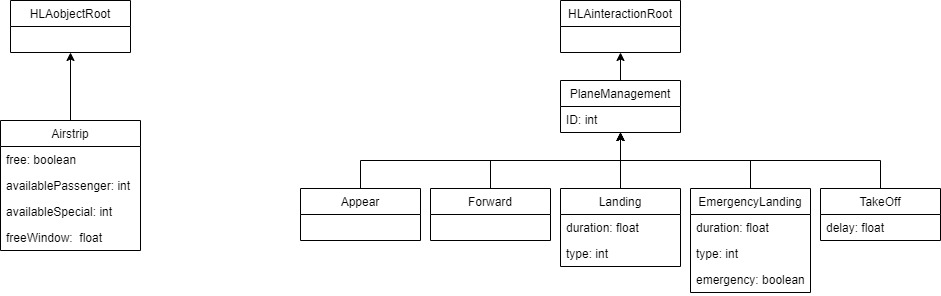 HLAobjectRoot
Airstrip
free: boolean
availablePassenger: int
availableSpecial: int
freeWindow:  float
HLAinteractionRoot
PlaneManagement
ID: int
Appear
Forward
Landing
duration: float
type: int
EmergencyLanding
duration: float
type: int
emergency: boolean
TakeOff
delay: float